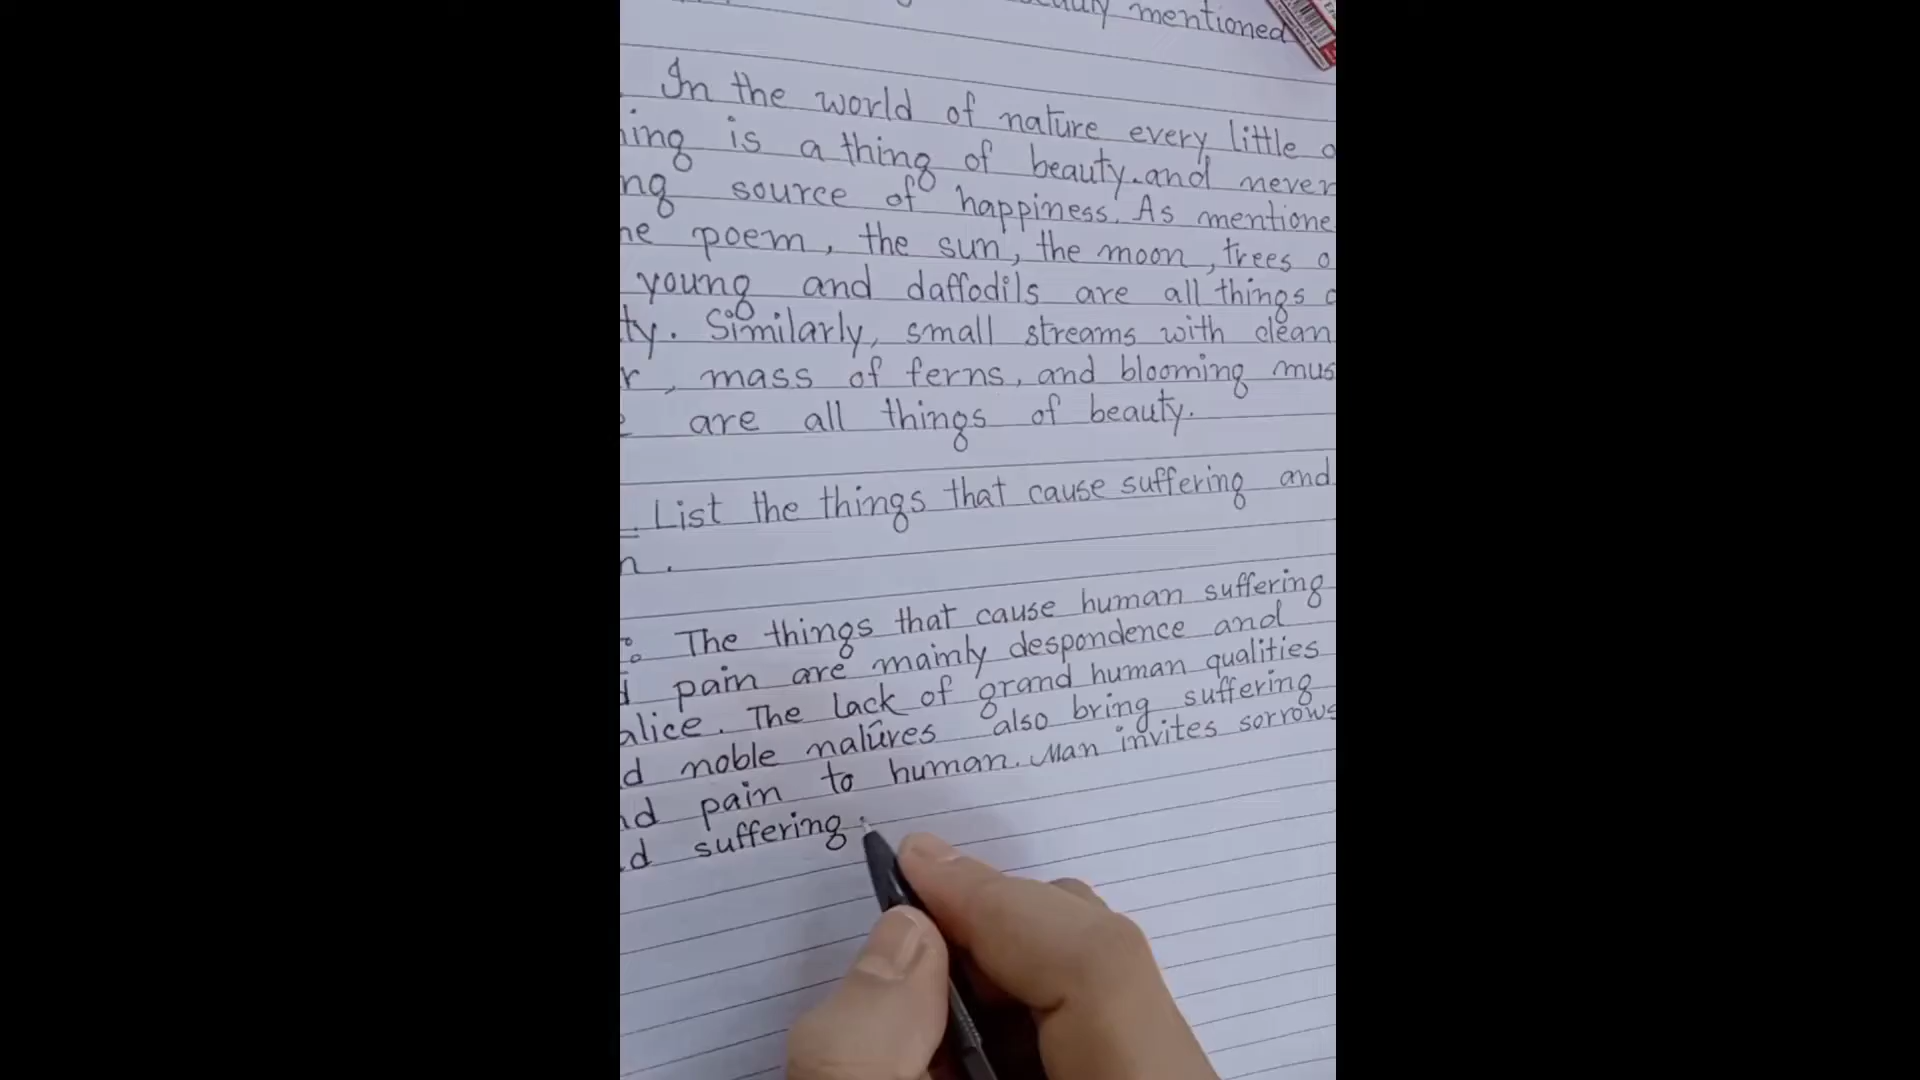 mentioned
In the world of nature every little
is a thing of beauty.and never
source of happiness. As mentione
poem, the sun, the moon, trees o
young and daffodils are all things
ty. Similarly, small streams with clean
r, mass of ferns, and blooming mus
are all things of beauty.
List the things that cause suffering and
n.
The things that cause human suffering
d pain are mainly despondence and
alice. The lack of grand human qualities
d noble natures also bring suffering
nd pain to human. Man invites sorrows
d suffering.